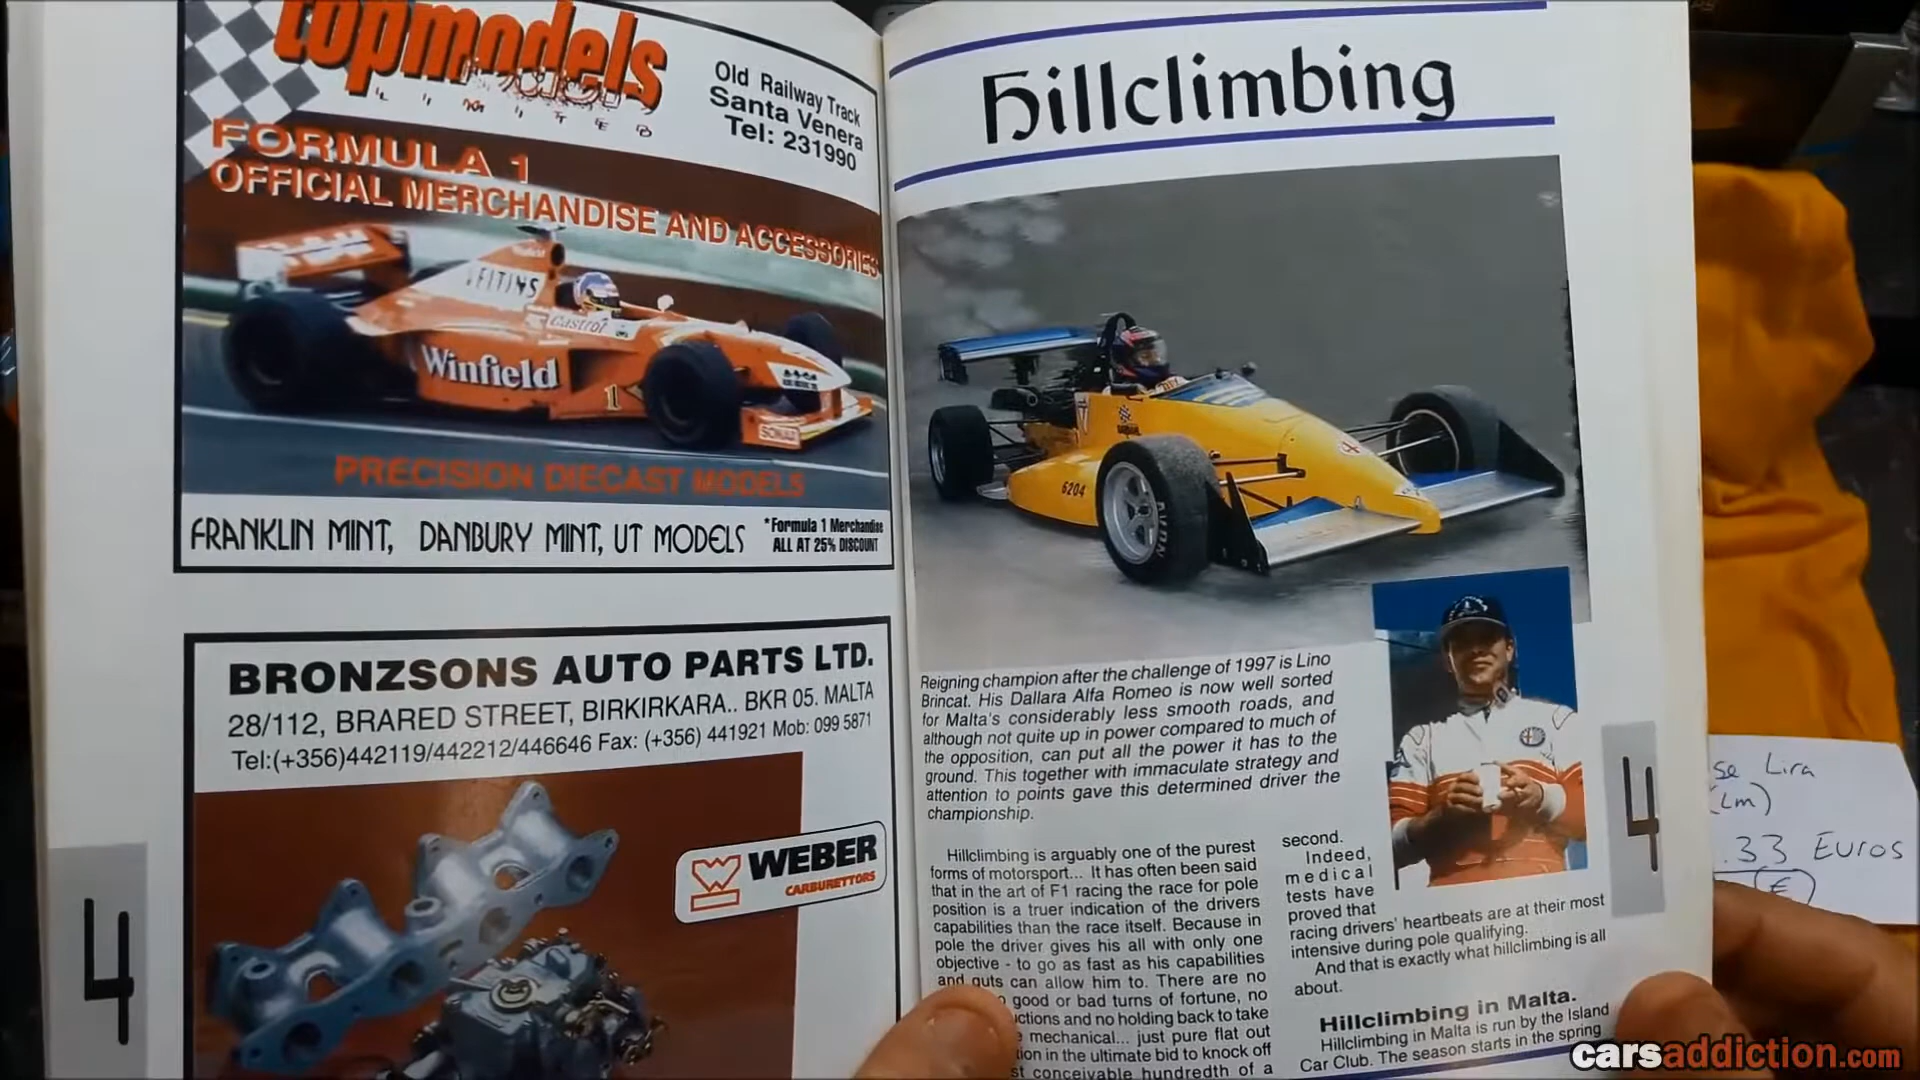 topmodels
LIMITED
Old Railway Track
Santa Venera
Tel: 231990
FORMULA 1
OFFICIAL MERCHANDISE AND ACCESSORIES
Castrol
Winfield
1
PRECISION DIECAST MODELS
FRANKLIN MINT, DANBURY MINT, UT MODELS
*Formula 1 Merchandise
ALL AT 25% DISCOUNT
BRONZSONS AUTO PARTS LTD.
28/112, BRARED STREET, BIRKIRKARA.. BKR 05. MALTA
Tel:(+356)442119/442212/446646 Fax: (+356) 441921 Mob: 099 5871
WEBER
CARBURETTORS
4
Hillclimbing
6204
AVON
Reigning champion after the challenge of 1997 is Lino
Brincat. His Dallara Alfa Romeo is now well sorted
for Malta's considerably less smooth roads, and
although not quite up in power compared to much of
the opposition, can put all the power it has to the
ground. This together with immaculate strategy and
attention to points gave this determined driver the
championship.
Hillclimbing is arguably one of the purest
forms of motorsport... It has often been said
that in the art of F1 racing the race for pole
position is a truer indication of the drivers
capabilities than the race itself. Because in
pole the driver gives his all with only one
objective - to go as fast as his capabilities
and guts can allow him to. There are no
good or bad turns of fortune, no
and no holding back to take
mechanical... just pure flat out
in the ultimate bid to knock off
conceivable hundredth of a
second.
Indeed,
medical
tests have
proved that
racing drivers' heartbeats are at their most
intensive during pole qualifying.
And that is exactly what hillclimbing is all
about.
Hillclimbing in Malta.
Hillclimbing in Malta is run by the Island
Car Club. The season starts in the spring
4
Lira
(Lm)
.33 Euros
(€)
carsaddiction.com